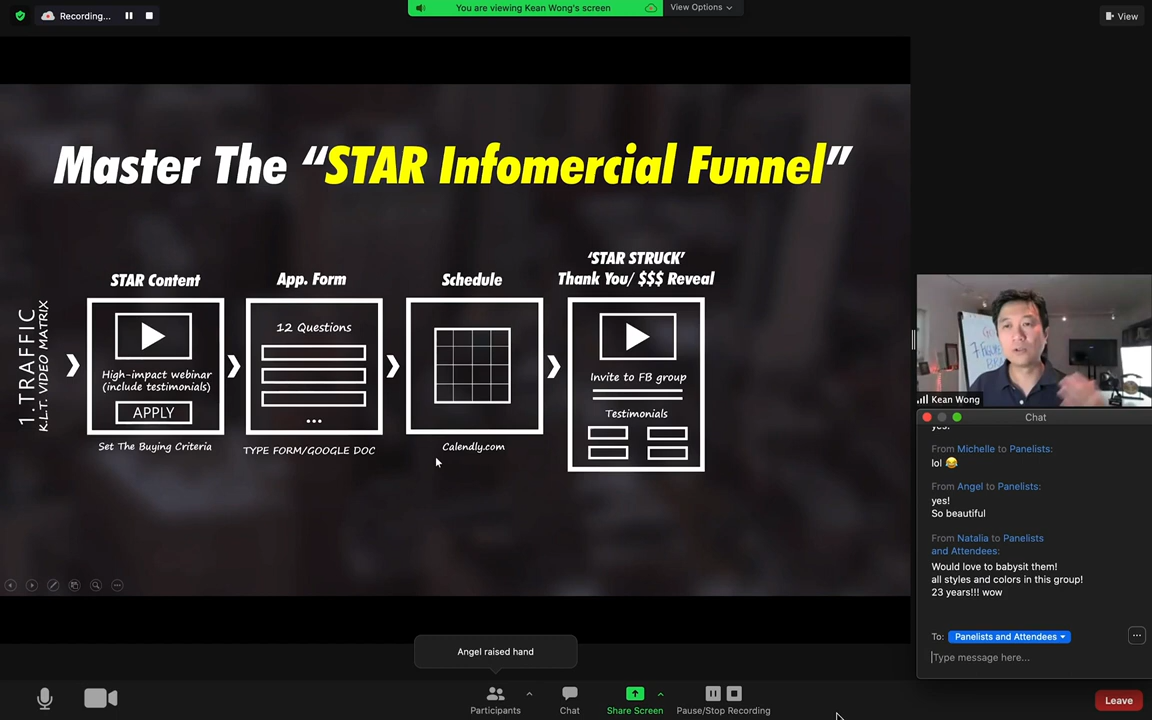 Recording...
You are viewing Kean Wong's screen
View Options
View
Master The “STAR Infomercial Funnel”
1.TRAFFIC
K.L.T. VIDEO MATRIX
STAR Content
High-impact webinar
(include testimonials)
APPLY
Set The Buying Criteria
App. Form
12 Questions
...
TYPE FORM/GOOGLE DOC
Schedule
Calendly.com
‘STAR STRUCK’
Thank You/ $$$ Reveal
Invite to FB group
Testimonials
Kean Wong
Chat
yes!
From Michelle to Panelists:
lol 😂
From Angel to Panelists:
yes!
So beautiful
From Natalia to Panelists
and Attendees:
Would love to babysit them!
all styles and colors in this group!
23 years!!! wow
To: Panelists and Attendees
Type message here...
Angel raised hand
Participants
Chat
Share Screen
Pause/Stop Recording
Leave